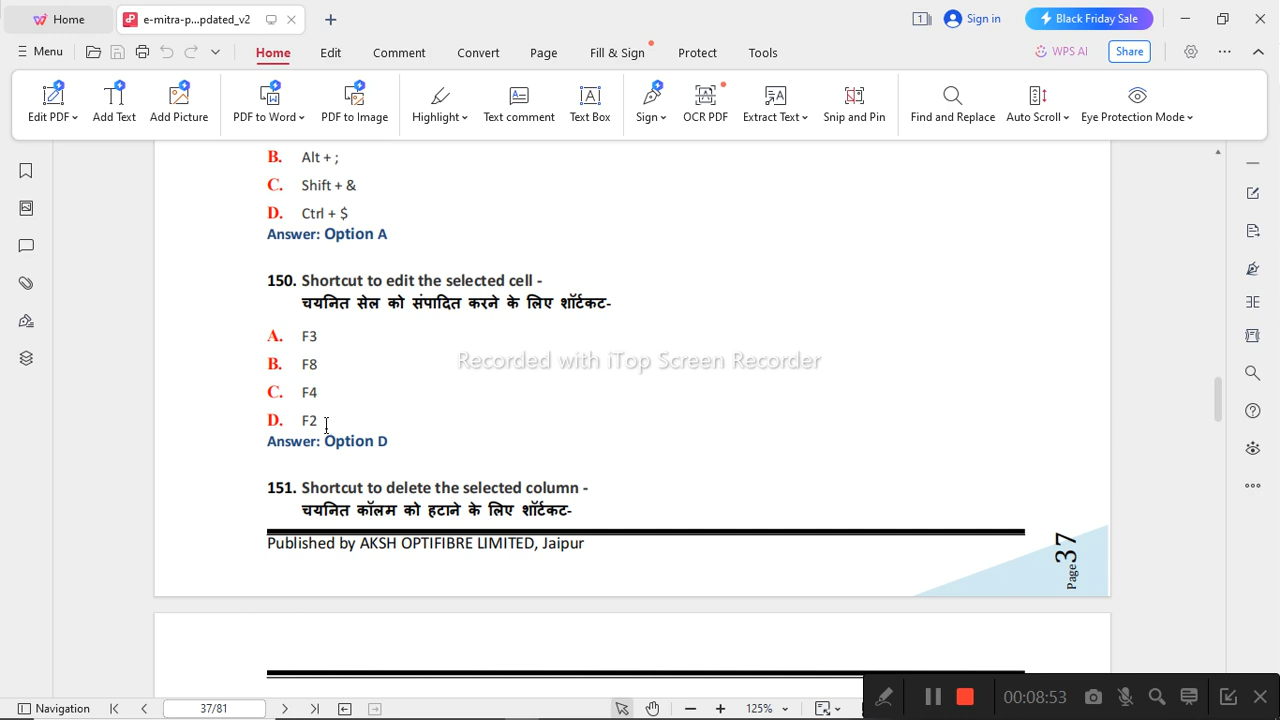 Home
e-mitra-p...pdated_v2
Sign in
Black Friday Sale
Menu
Home
Edit
Comment
Convert
Page
Fill & Sign
Protect
Tools
WPS AI
Share
Edit PDF
Add Text
Add Picture
PDF to Word
PDF to Image
Highlight
Text comment
Text Box
Sign
OCR PDF
Extract Text
Snip and Pin
Find and Replace
Auto Scroll
Eye Protection Mode
B. Alt + ;
C. Shift + &
D. Ctrl + $
Answer: Option A
150. Shortcut to edit the selected cell -
चयनित सेल को संपादित करने के लिए शॉर्टकट-
A. F3
Recorded with iTop Screen Recorder
B. F8
C. F4
D. F2
Answer: Option D
151. Shortcut to delete the selected column -
चयनित कॉलम को हटाने के लिए शॉर्टकट-
Published by AKSH OPTIFIBRE LIMITED, Jaipur
Page 37
Navigation
37/81
125%
00:08:53